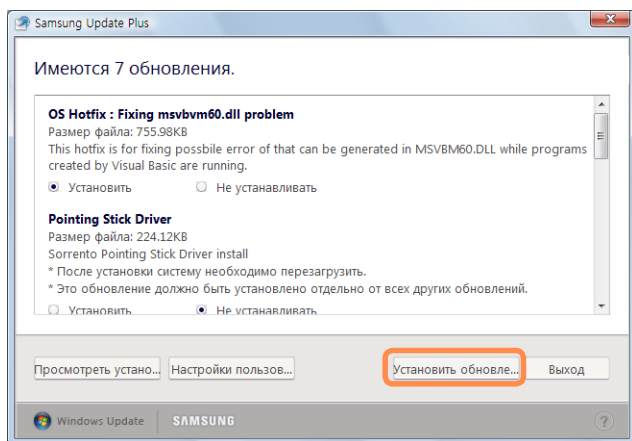 Samsung Update Plus
Имеются 7 обновления.
OS Hotfix : Fixing msvbvm60.dll problem
Размер файла: 755.98KB
This hotfix is for fixing possbile error of that can be generated in MSVBM60.DLL while programs
created by Visual Basic are running.
Установить Не устанавливать
Pointing Stick Driver
Размер файла: 224.12KB
Sorrento Pointing Stick Driver install
* После установки систему необходимо перезагрузить.
* Это обновление должно быть установлено отдельно от всех других обновлений.
Установить Не устанавливать
Просмотреть устано... Настройки пользов... Установить обновле... Выход
Windows Update SAMSUNG ?